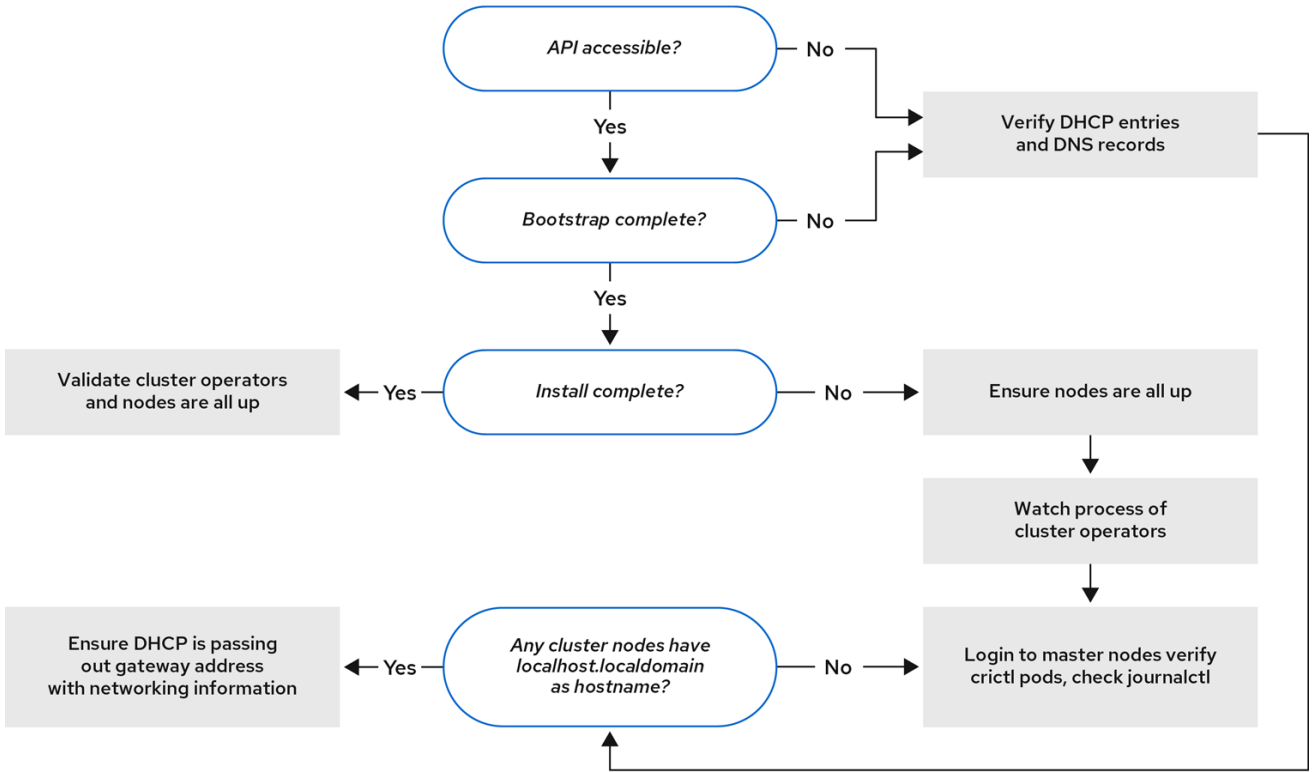 API accessible?
No
Verify DHCP entries
and DNS records
Yes
Bootstrap complete?
No
Yes
Validate cluster operators
and nodes are all up
Yes
Install complete?
No
Ensure nodes are all up
Watch process of
cluster operators
Ensure DHCP is passing
out gateway address
with networking information
Yes
Any cluster nodes have
localhost.localdomain
as hostname?
No
Login to master nodes verify
crictl pods, check journalctl